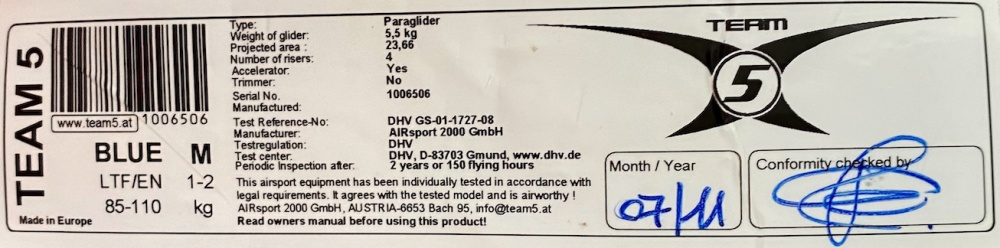 TEAM 5
www.team5.at 1006506
BLUE M
LTF/EN 1-2
85-110 kg
Made in Europe
Type: Paraglider
Weight of glider: 5,5 kg
Projected area : 23,66
Number of risers: 4
Accelerator: Yes
Trimmer: No
Serial No. 1006506
Manufactured:
Test Reference-No: DHV GS-01-1727-08
Manufacturer: AIRsport 2000 GmbH
Testregulation: DHV
Test center: DHV, D-83703 Gmund, www.dhv.de
Periodic Inspection after: 2 years or 150 flying hours
This airsport equipment has been individually tested in accordance with
legal requirements. It agrees with the tested model and is airworthy !
AIRsport 2000 GmbH, AUSTRIA-6653 Bach 95, info@team5.at
Read owners manual before using this product!
TEAM
5
Month / Year
07/11
Conformity checked by